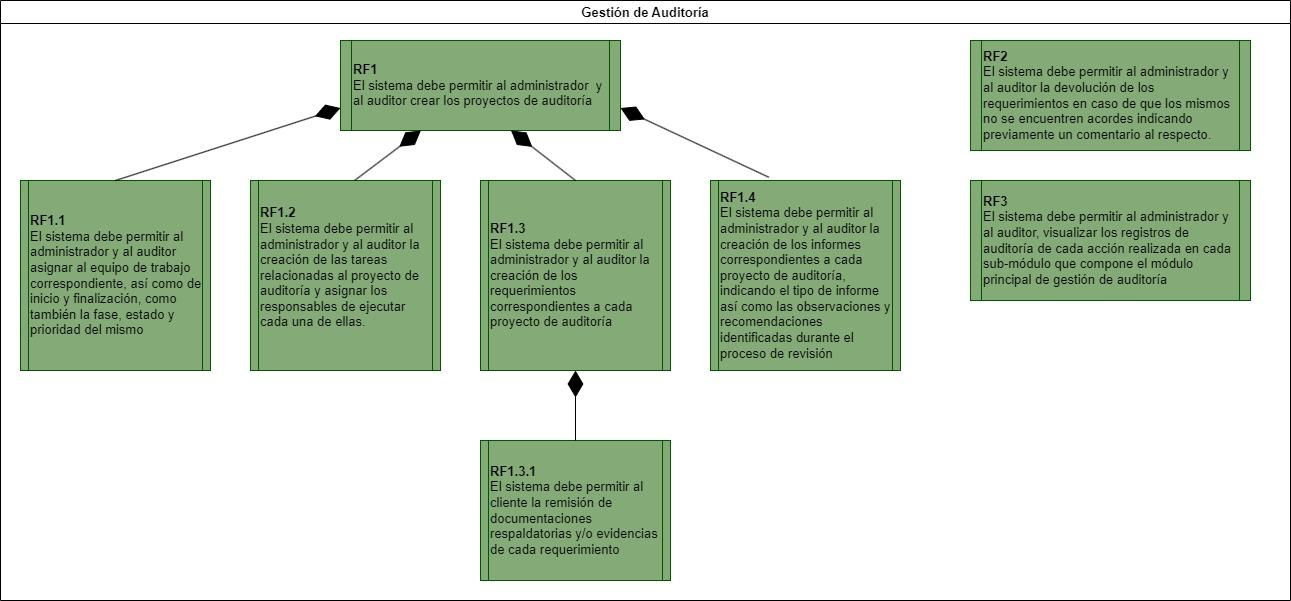 Gestión de Auditoría
RF1
El sistema debe permitir al administrador y
al auditor crear los proyectos de auditoría
RF2
El sistema debe permitir al administrador y
al auditor la devolución de los
requerimientos en caso de que los mismos
no se encuentren acordes indicando
previamente un comentario al respecto.
RF1.1
El sistema debe permitir al
administrador y al auditor
asignar al equipo de trabajo
correspondiente, así como de
inicio y finalización, como
también la fase, estado y
prioridad del mismo
RF1.2
El sistema debe permitir al
administrador y al auditor la
creación de las tareas
relacionadas al proyecto de
auditoría y asignar los
responsables de ejecutar
cada una de ellas.
RF1.3
El sistema debe permitir al
administrador y al auditor la
creación de los
requerimientos
correspondientes a cada
proyecto de auditoría
RF1.4
El sistema debe permitir al
administrador y al auditor la
creación de los informes
correspondientes a cada
proyecto de auditoría,
indicando el tipo de informe
así como las observaciones y
recomendaciones
identificadas durante el
proceso de revisión
RF3
El sistema debe permitir al administrador y
al auditor, visualizar los registros de
auditoría de cada acción realizada en cada
sub-módulo que compone el módulo
principal de gestión de auditoría
RF1.3.1
El sistema debe permitir al
cliente la remisión de
documentaciones
respaldatorias y/o evidencias
de cada requerimiento